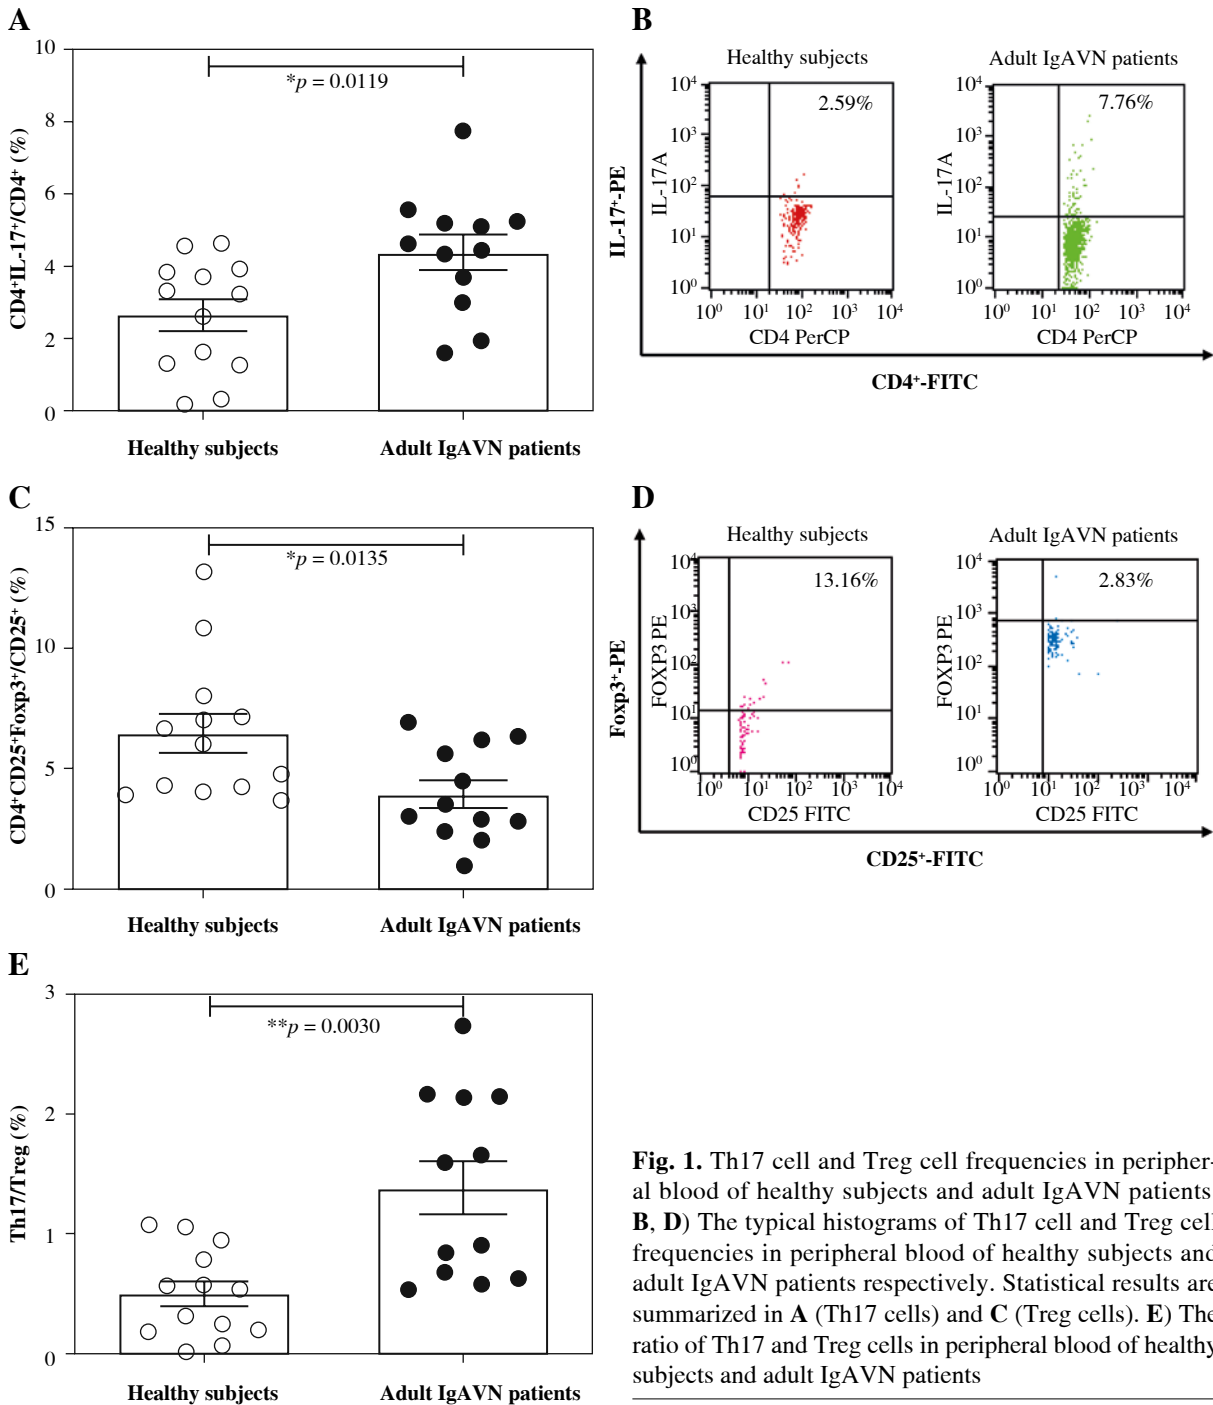 A
CD4⁺IL-17⁺/CD4⁺ (%)
10
8
6
4
2
0
*p = 0.0119
Healthy subjects
Adult IgAVN patients
B
IL-17⁺-PE
Healthy subjects
2.59%
IL-17A
10⁴
10³
10²
10¹
10⁰
10⁰ 10¹ 10² 10³ 10⁴
CD4 PerCP
Adult IgAVN patients
7.76%
IL-17A
10⁴
10³
10²
10¹
10⁰
10⁰ 10¹ 10² 10³ 10⁴
CD4 PerCP
CD4⁺-FITC
C
CD4⁺CD25⁺Foxp3⁺/CD25⁺ (%)
15
10
5
0
*p = 0.0135
Healthy subjects
Adult IgAVN patients
D
Foxp3⁺-PE
Healthy subjects
13.16%
FOXP3 PE
10⁴
10³
10²
10¹
10⁰
10⁰ 10¹ 10² 10³ 10⁴
CD25 FITC
Adult IgAVN patients
2.83%
FOXP3 PE
10⁴
10³
10²
10¹
10⁰
10⁰ 10¹ 10² 10³ 10⁴
CD25 FITC
CD25⁺-FITC
E
Th17/Treg (%)
3
2
1
0
**p = 0.0030
Healthy subjects
Adult IgAVN patients
Fig. 1. Th17 cell and Treg cell frequencies in peripher-
al blood of healthy subjects and adult IgAVN patients
B, D) The typical histograms of Th17 cell and Treg cell
frequencies in peripheral blood of healthy subjects and
adult IgAVN patients respectively. Statistical results are
summarized in A (Th17 cells) and C (Treg cells). E) The
ratio of Th17 and Treg cells in peripheral blood of healthy
subjects and adult IgAVN patients